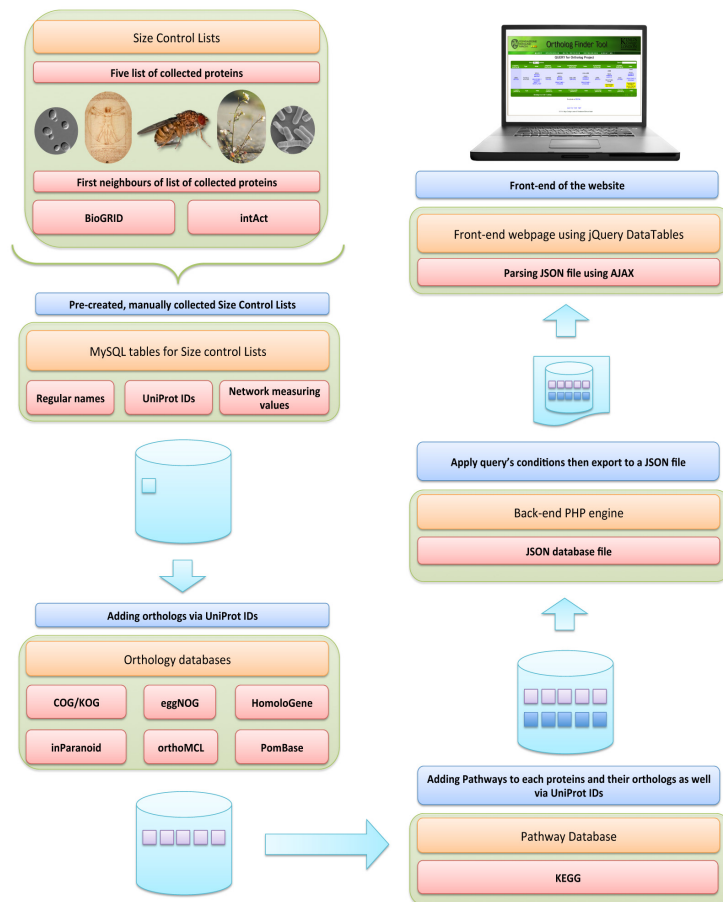 Size Control Lists
Five list of collected proteins
First neighbours of list of collected proteins
BioGRID
intAct
Pre-created, manually collected Size Control Lists
MySQL tables for Size control Lists
Regular names
UniProt IDs
Network measuring
values
Adding orthologs via UniProt IDs
Orthology databases
COG/KOG
eggNOG
HomoloGene
inParanoid
orthoMCL
PomBase
Ortholog Finder Tool
QUERY for Ortholog Project
Front-end of the website
Front-end webpage using jQuery DataTables
Parsing JSON file using AJAX
Apply query's conditions then export to a JSON file
Back-end PHP engine
JSON database file
Adding Pathways to each proteins and their orthologs as well
via UniProt IDs
Pathway Database
KEGG